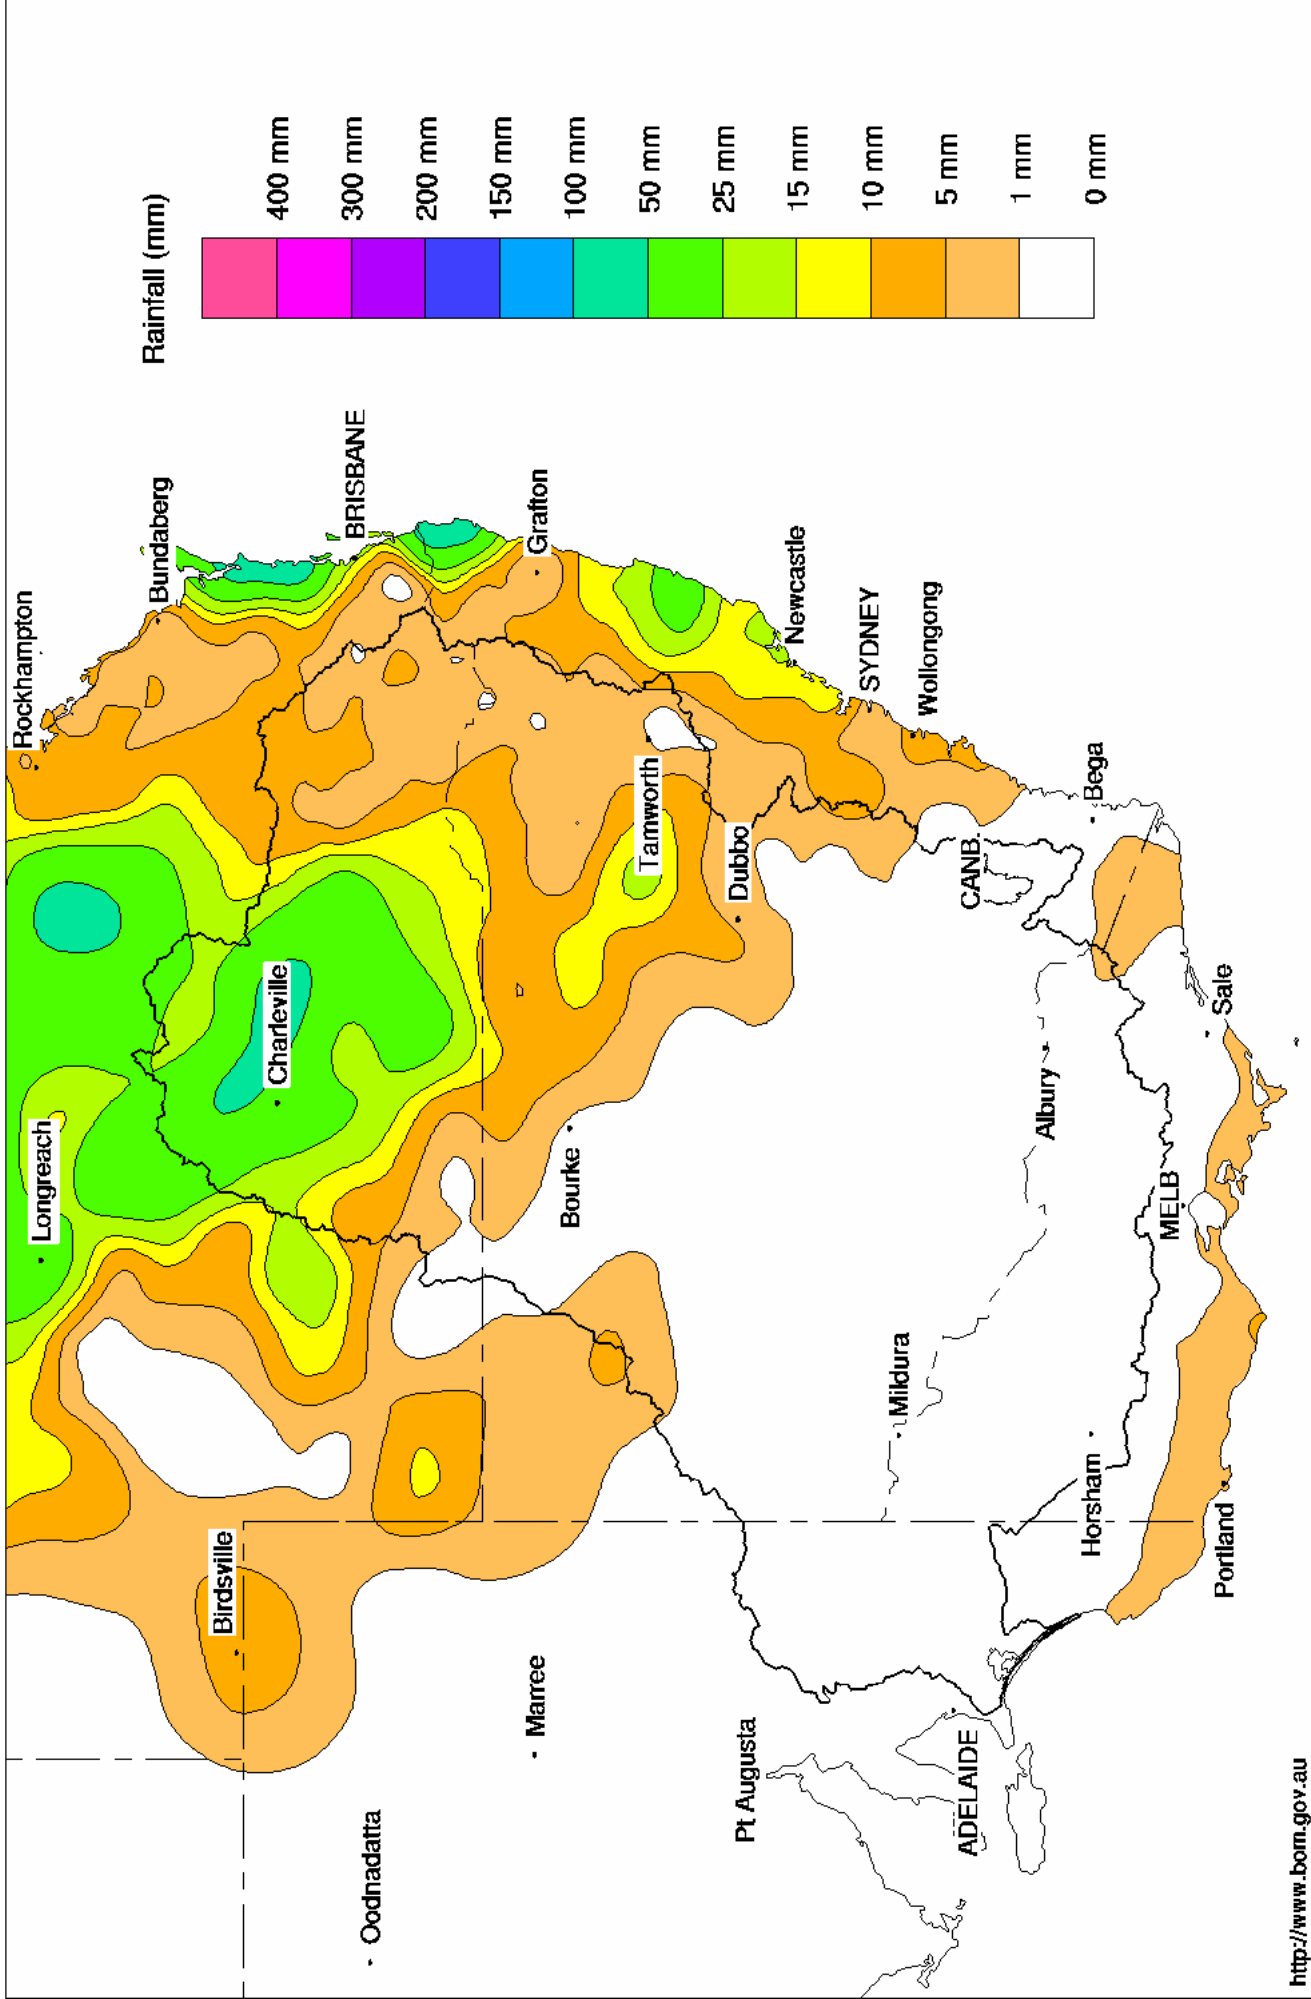 Rainfall (mm)
400 mm
300 mm
200 mm
150 mm
100 mm
50 mm
25 mm
15 mm
10 mm
5 mm
1 mm
0 mm
Rockhampton
Longreach
Bundaberg
Birdsville
Charleville
BRISBANE
Oodnadatta
Grafton
Marree
Bourke
Tamworth
Dubbo
Pt Augusta
Newcastle
SYDNEY
Mildura
Wollongong
CANB.
ADELAIDE
Albury
Bega
Horsham
MELB
Sale
Portland
http://www.bom.gov.au